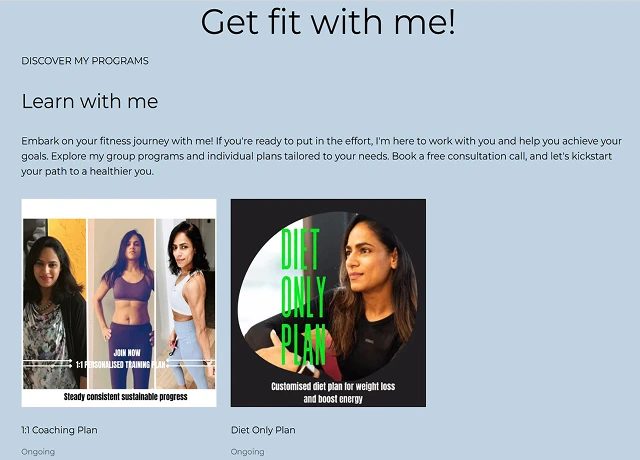 Get fit with me!
DISCOVER MY PROGRAMS
Learn with me
Embark on your fitness journey with me! If you're ready to put in the effort, I'm here to work with you and help you achieve your
goals. Explore my group programs and individual plans tailored to your needs. Book a free consultation call, and let's kickstart
your path to a healthier you.
JOIN NOW
1:1 PERSONALISED TRAINING PLAN
Steady consistent sustainable progress
DIET
ONLY
PLAN
Customised diet plan for weight loss
and boost energy
1:1 Coaching Plan
Ongoing
Diet Only Plan
Ongoing